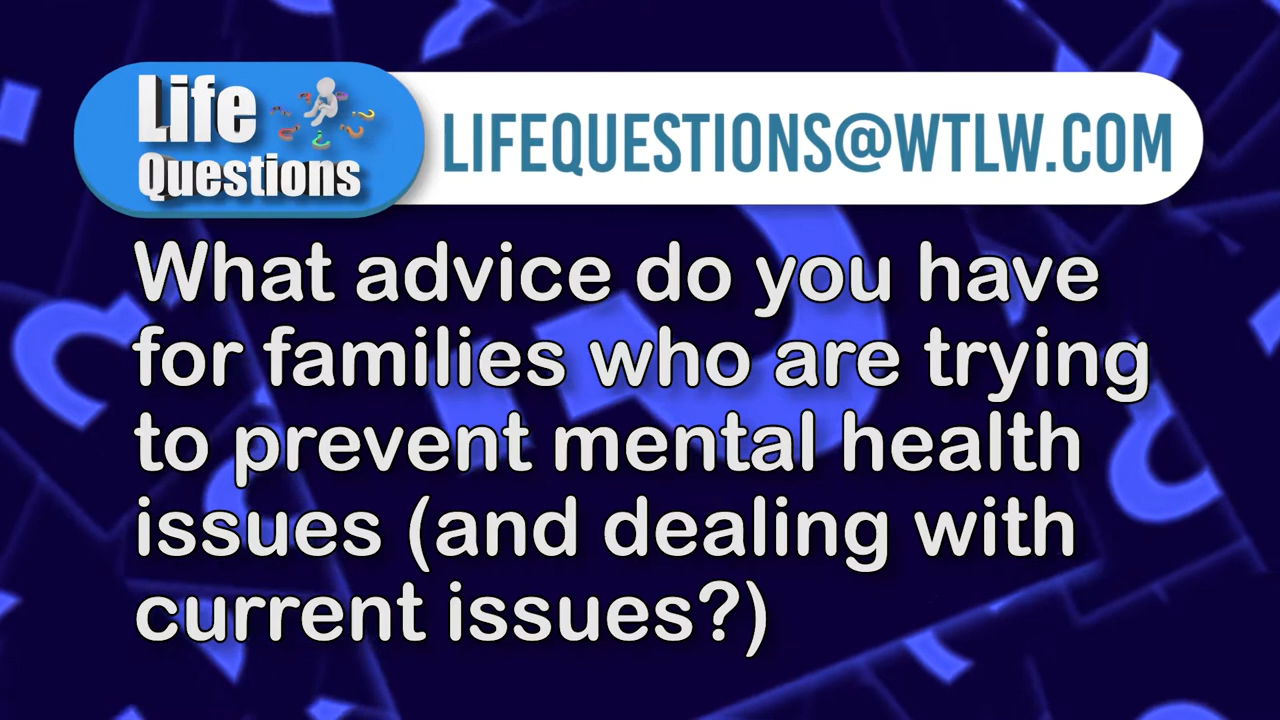 Life
Questions
LIFEQUESTIONS@WTLW.COM
What advice do you have
for families who are trying
to prevent mental health
issues (and dealing with
current issues?)